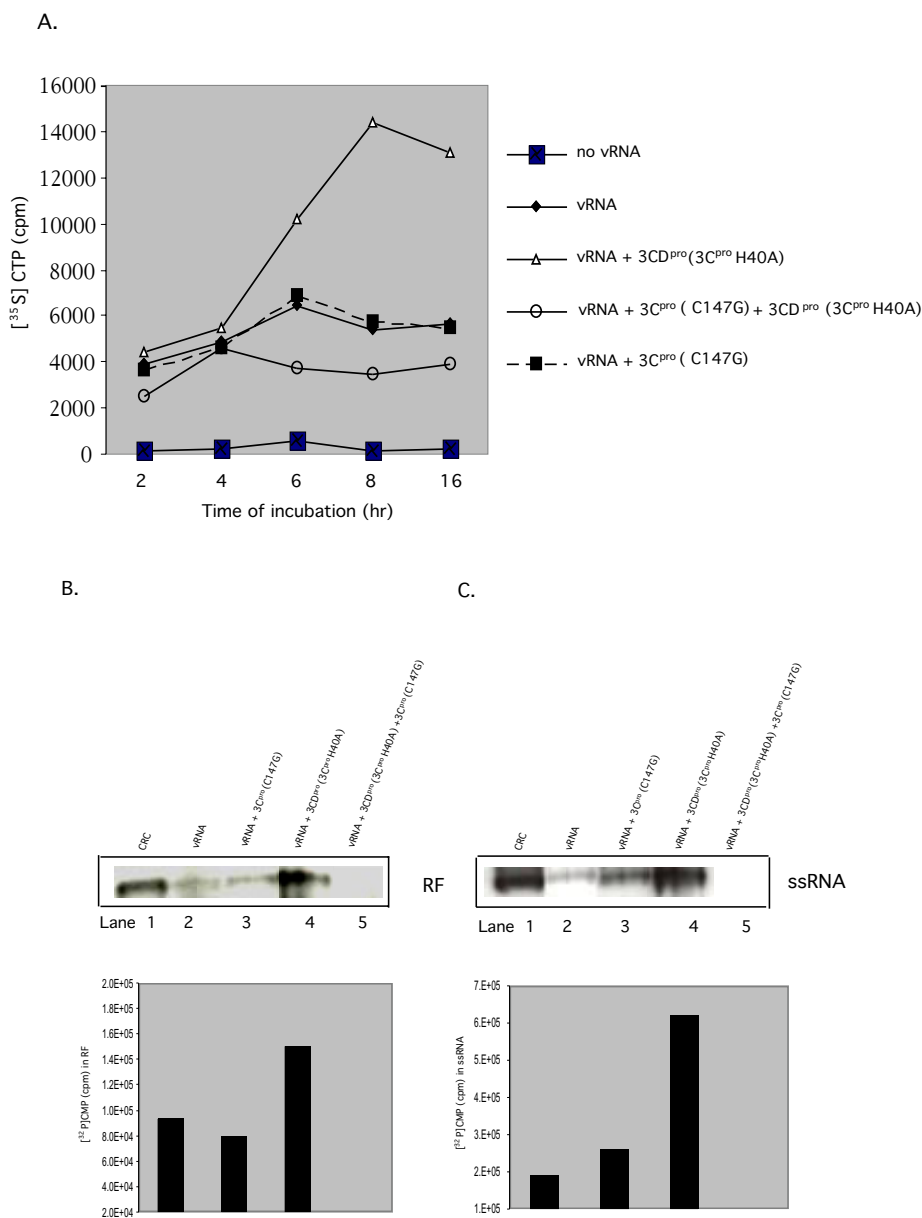 A.
16000
14000
12000
10000
8000
6000
4000
2000
0
[³⁵S] CTP (cpm)
2 4 6 8 16
Time of incubation (hr)
no vRNA
vRNA
vRNA + 3CDᵖʳᵒ(3Cᵖʳᵒ H40A)
vRNA + 3Cᵖʳᵒ( C147G) + 3CDᵖʳᵒ (3Cᵖʳᵒ H40A)
vRNA + 3Cᵖʳᵒ ( C147G)
B.
CRC
vRNA
vRNA + 3Cᵖʳᵒ (C147G)
vRNA + 3CDᵖʳᵒ (3Cᵖʳᵒ H40A)
vRNA + 3CDᵖʳᵒ (3Cᵖʳᵒ H40A) +3Cᵖʳᵒ (C147G)
RF
Lane 1 2 3 4 5
2.0E+05
1.8E+05
1.6E+05
1.4E+05
1.2E+05
1.0E+05
8.0E+04
6.0E+04
4.0E+04
2.0E+04
[³²P]CMP (cpm) in RF
C.
CRC
vRNA
vRNA + 3Cᵖʳᵒ (C147G)
vRNA + 3CDᵖʳᵒ (3Cᵖʳᵒ H40A)
vRNA + 3CDᵖʳᵒ (3Cᵖʳᵒ H40A) +3Cᵖʳᵒ (C147G)
ssRNA
Lane 1 2 3 4 5
7.E+05
6.E+05
5.E+05
4.E+05
3.E+05
2.E+05
1.E+05
[³²P]CMP (cpm) in ssRNA